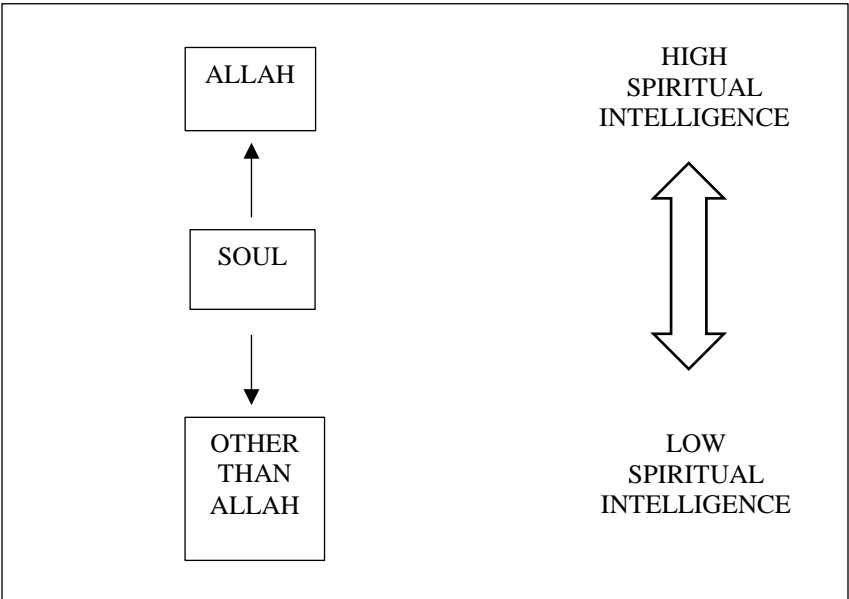 ALLAH
SOUL
OTHER
THAN
ALLAH
HIGH
SPIRITUAL
INTELLIGENCE
LOW
SPIRITUAL
INTELLIGENCE